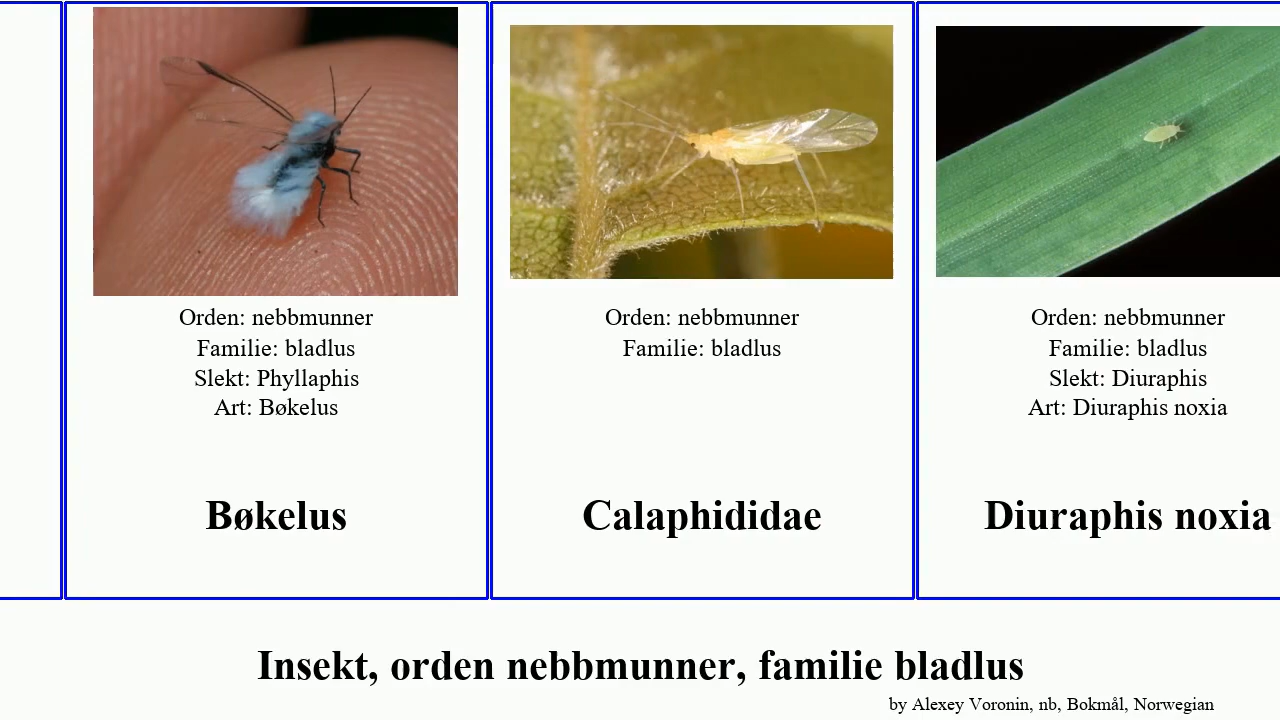 Orden: nebbmunner
Familie: bladlus
Slekt: Phyllaphis
Art: Bøkelus
Bøkelus
Orden: nebbmunner
Familie: bladlus
Calaphididae
Orden: nebbmunner
Familie: bladlus
Slekt: Diuraphis
Art: Diuraphis noxia
Diuraphis noxia
Insekt, orden nebbmunner, familie bladlus
by Alexey Voronin, nb, Bokmål, Norwegian